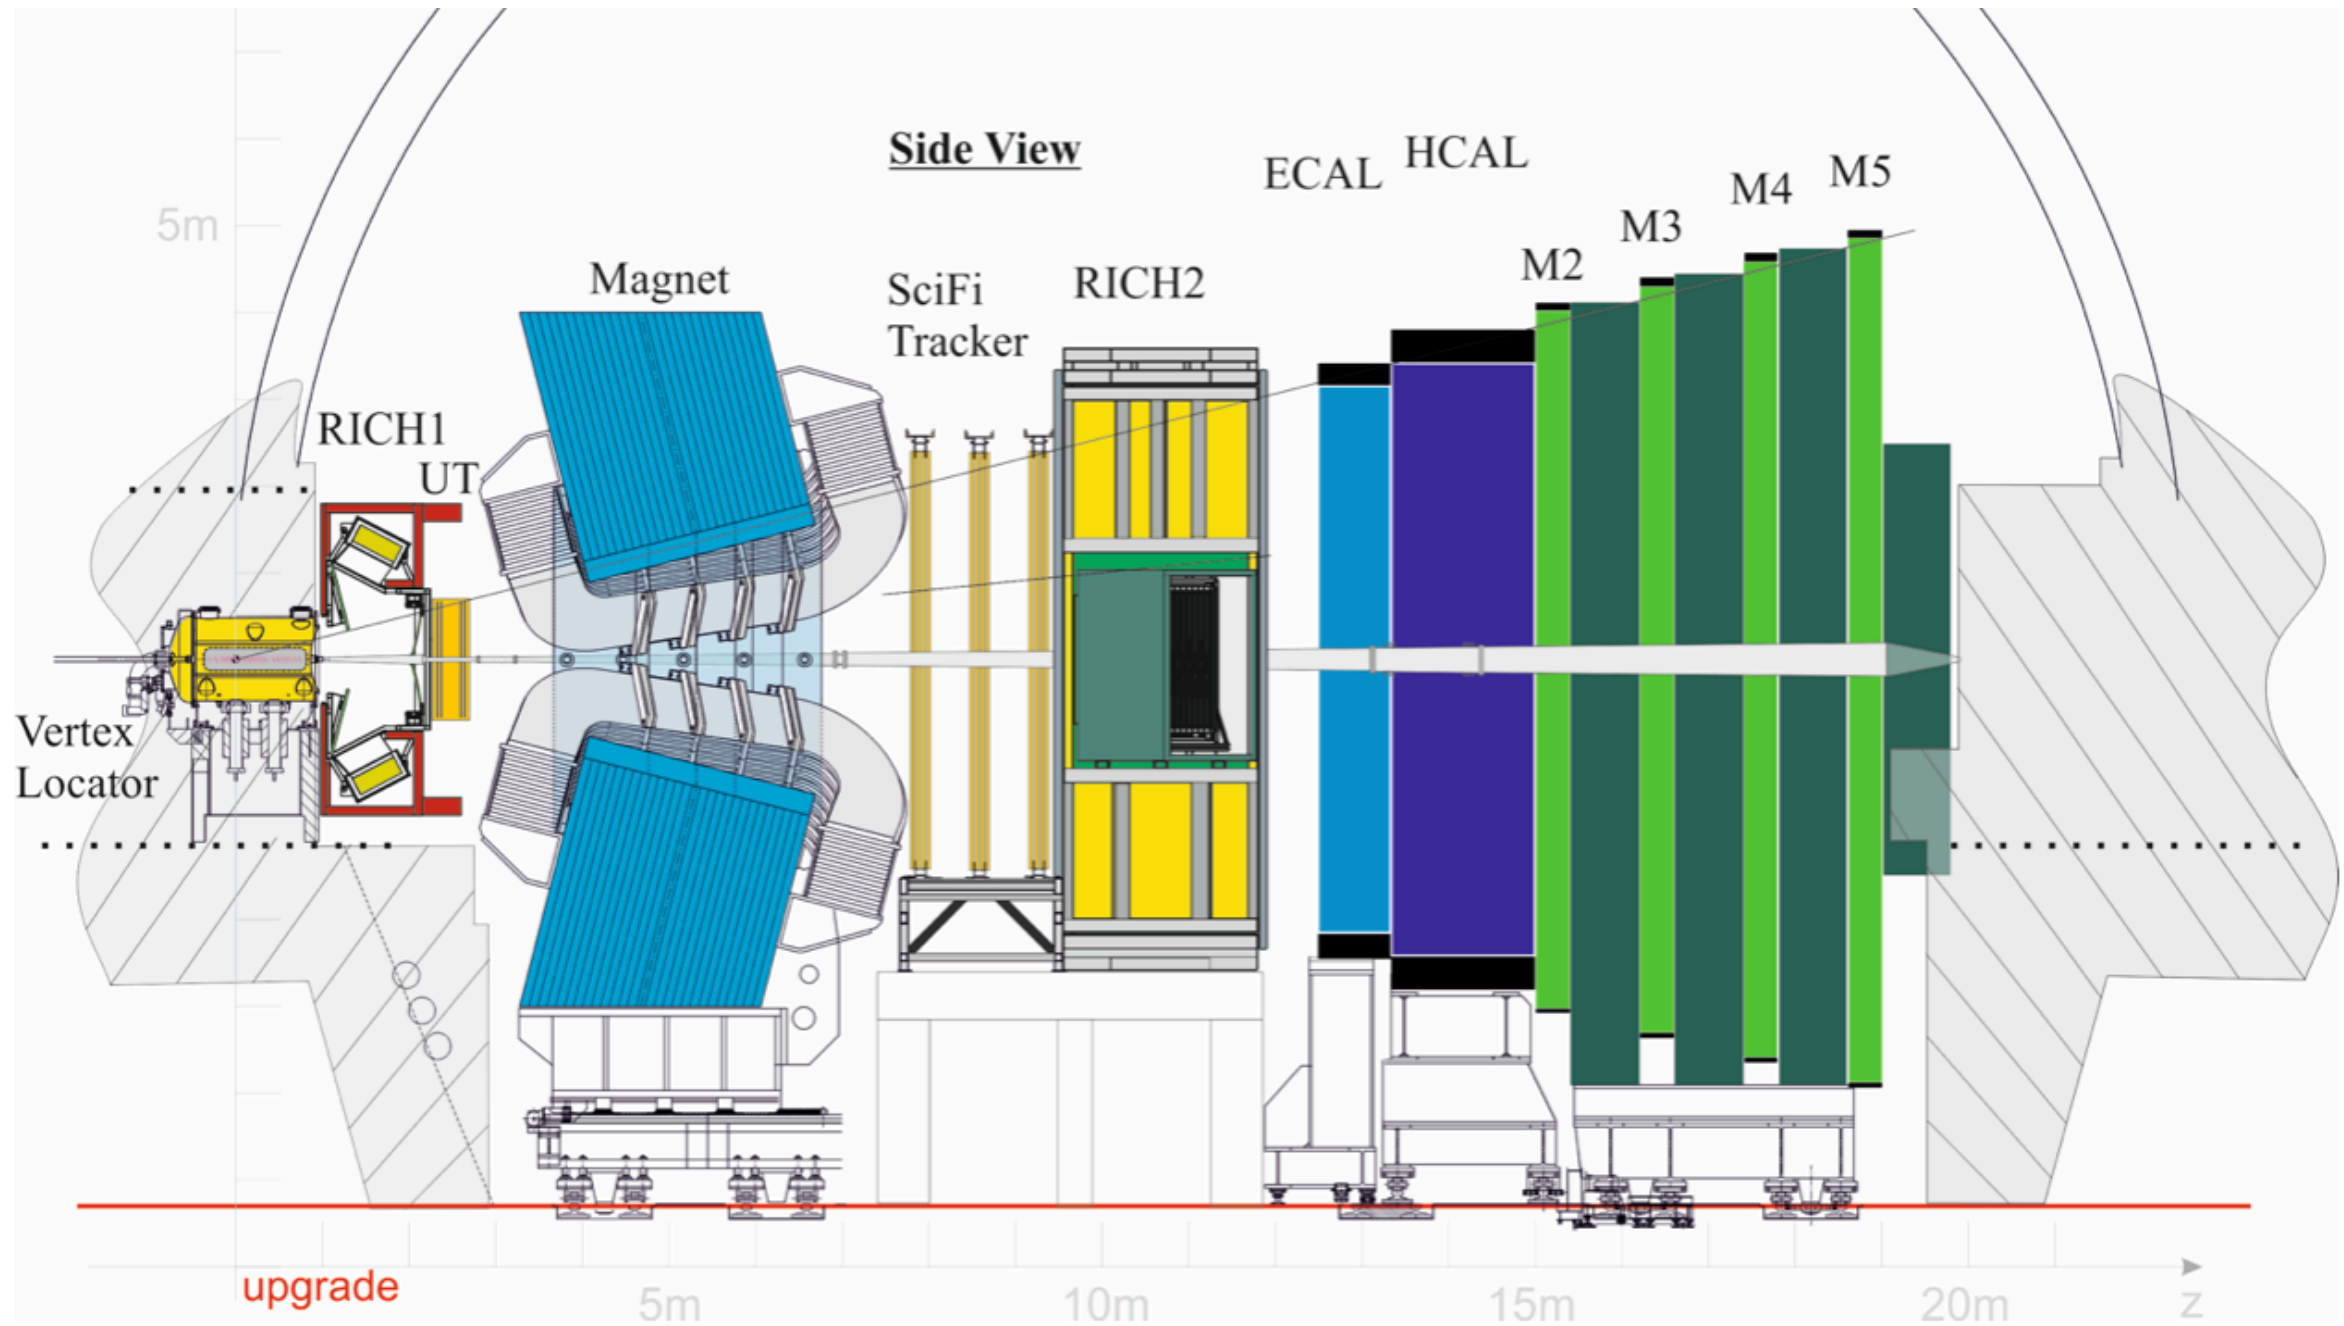 Side View
ECAL
HCAL
M5
M4
M3
M2
5m
Magnet
SciFi
Tracker
RICH2
RICH1
UT
Vertex
Locator
upgrade
5m
10m
15m
20m
z